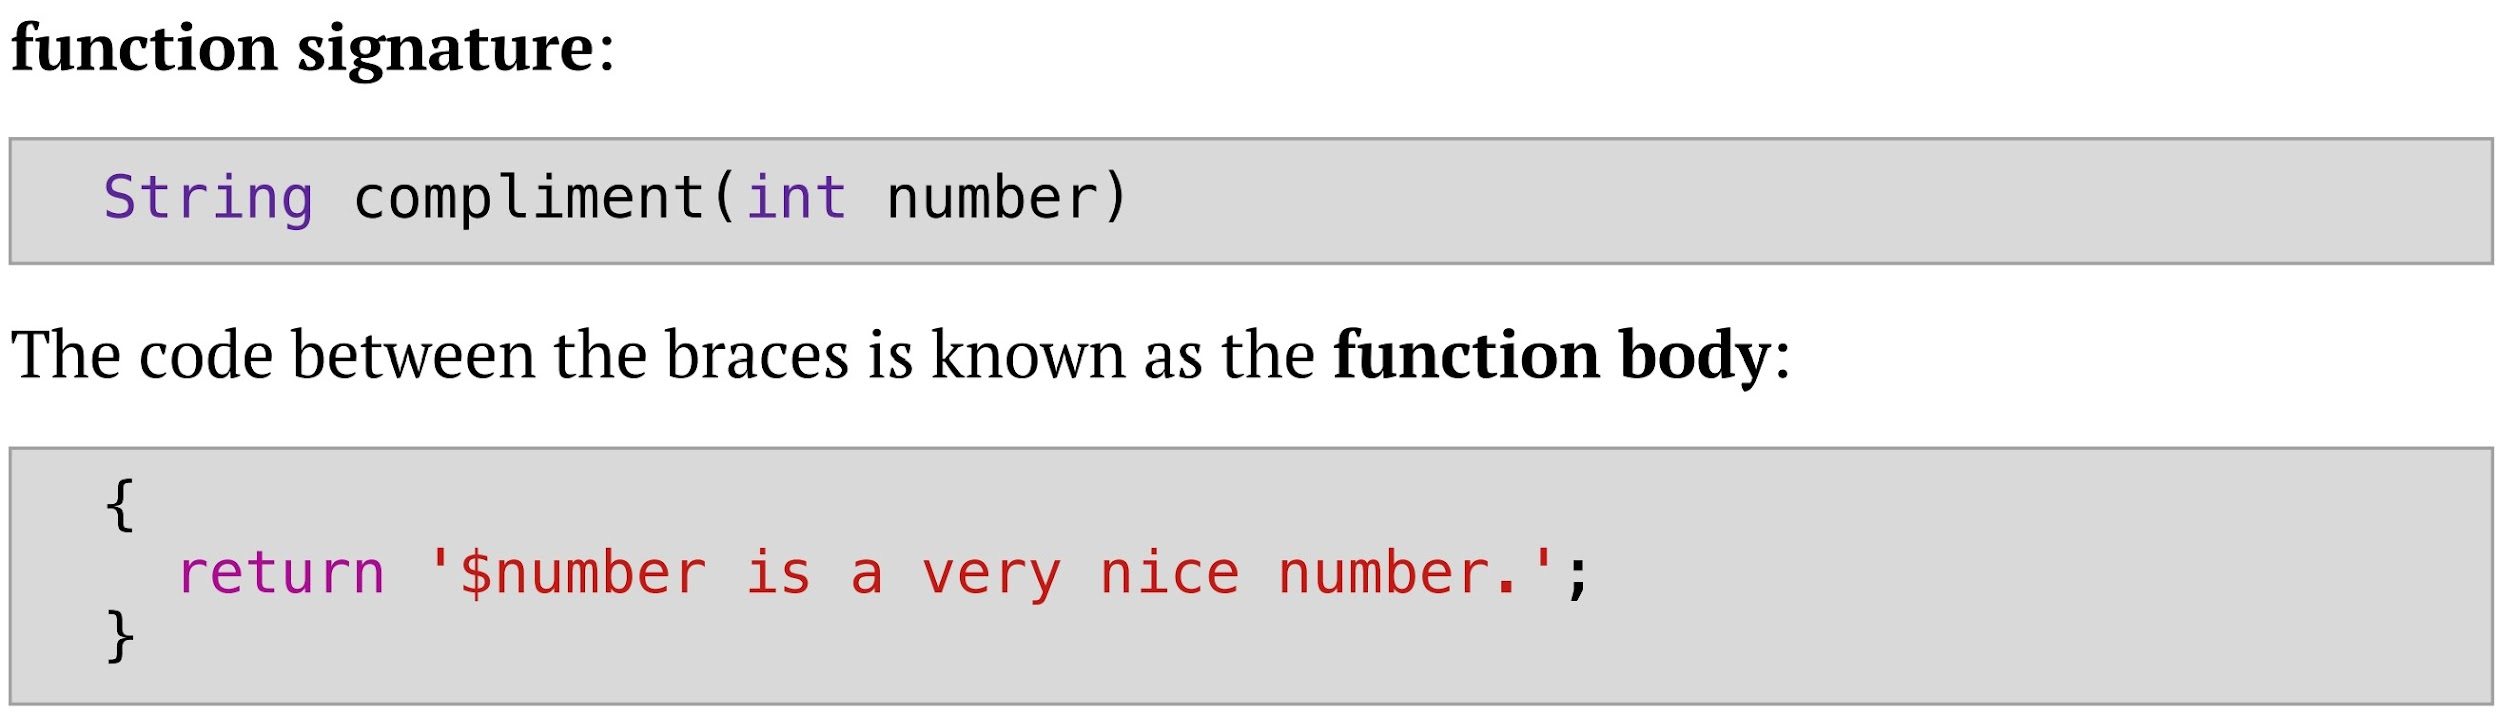 function signature:
String compliment(int number)
The code between the braces is known as the function body:
{
  return '$number is a very nice number.';
}